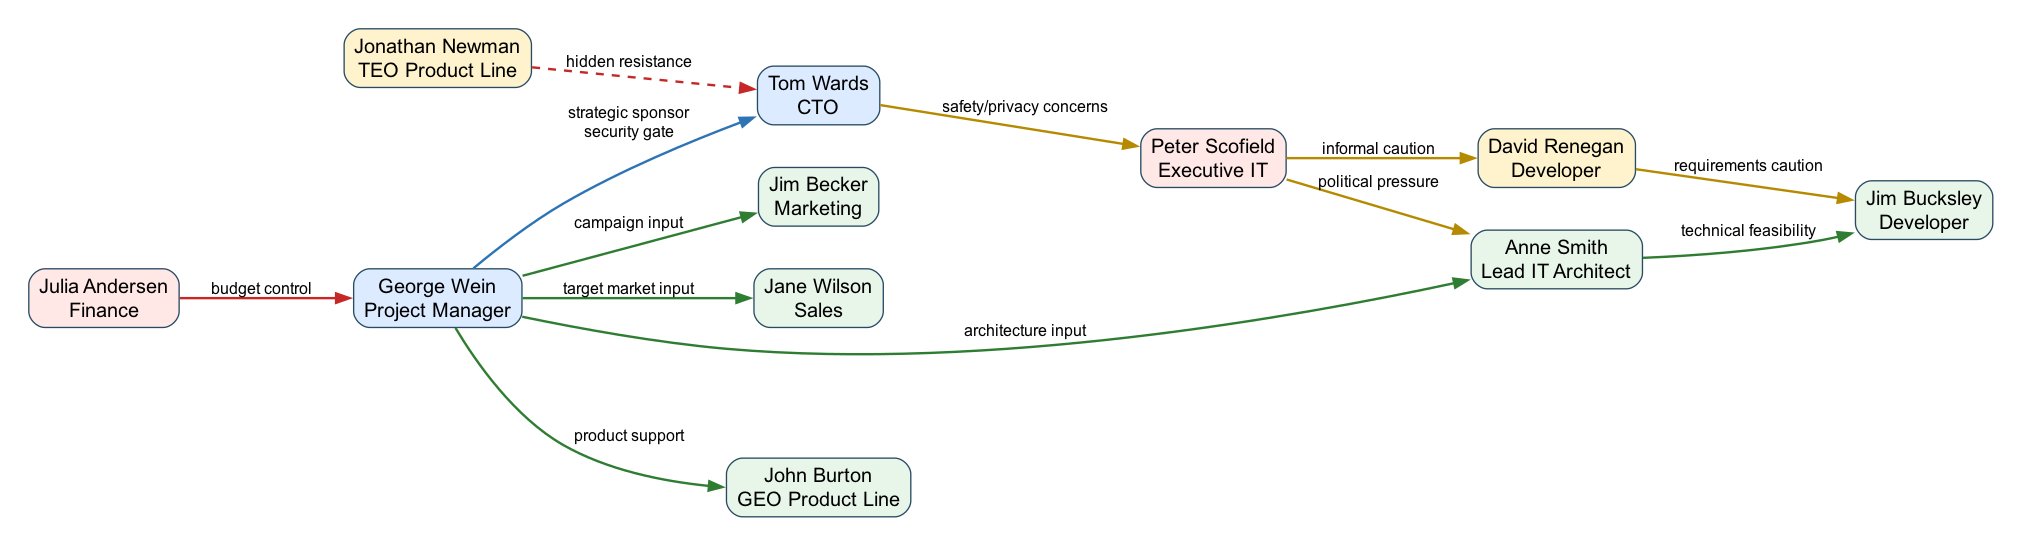 Jonathan Newman
TEO Product Line
hidden resistance
Tom Wards
CTO
strategic sponsor
security gate
safety/privacy concerns
Peter Scofield
Executive IT
informal caution
political pressure
David Renegan
Developer
requirements caution
Jim Bucksley
Developer
Jim Becker
Marketing
campaign input
Anne Smith
Lead IT Architect
technical feasibility
Julia Andersen
Finance
budget control
George Wein
Project Manager
target market input
Jane Wilson
Sales
architecture input
product support
John Burton
GEO Product Line